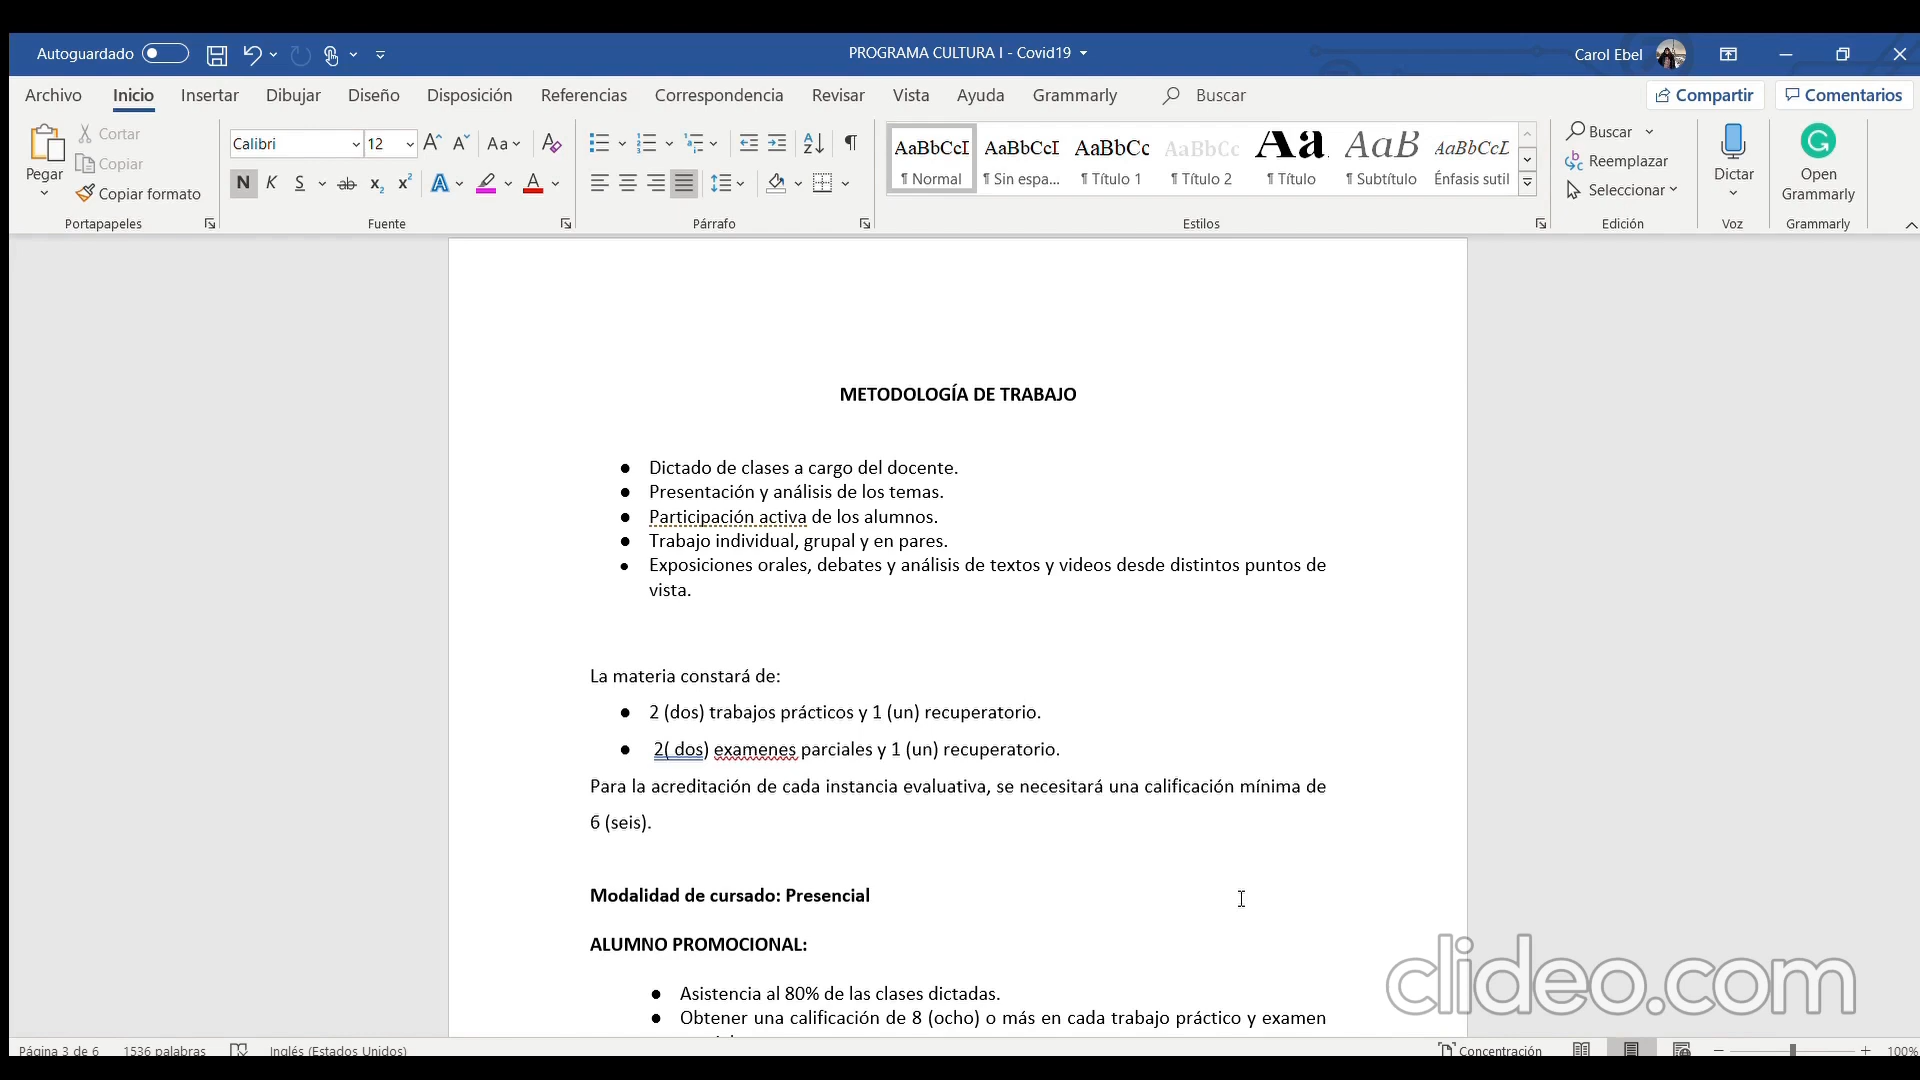 Autoguardado PROGRAMA CULTURA I - Covid19 Carol Ebel
Archivo Inicio Insertar Dibujar Diseño Disposición Referencias Correspondencia Revisar Vista Ayuda Grammarly Buscar Compartir Comentarios
Pegar Cortar Copiar Copiar formato
Portapapeles
Calibri 12 Aa
N K S ab x₂ x² A A
Fuente
Párrafo
AaBbCcI AaBbCcI AaBbCc AaBbCc Aa AaB AaBbCcL
¶ Normal ¶ Sin espa... ¶ Título 1 ¶ Título 2 ¶ Título ¶ Subtítulo Énfasis sutil
Estilos
Buscar
Reemplazar
Seleccionar
Edición
Dictar
Voz
Open
Grammarly
Grammarly
METODOLOGÍA DE TRABAJO
● Dictado de clases a cargo del docente.
● Presentación y análisis de los temas.
● Participación activa de los alumnos.
● Trabajo individual, grupal y en pares.
● Exposiciones orales, debates y análisis de textos y videos desde distintos puntos de
vista.
La materia constará de:
● 2 (dos) trabajos prácticos y 1 (un) recuperatorio.
● 2( dos) examenes parciales y 1 (un) recuperatorio.
Para la acreditación de cada instancia evaluativa, se necesitará una calificación mínima de
6 (seis).
Modalidad de cursado: Presencial
ALUMNO PROMOCIONAL:
● Asistencia al 80% de las clases dictadas.
● Obtener una calificación de 8 (ocho) o más en cada trabajo práctico y examen
clideo.com
Página 3 de 6 1536 palabras Inglés (Estados Unidos) Concentración 100%